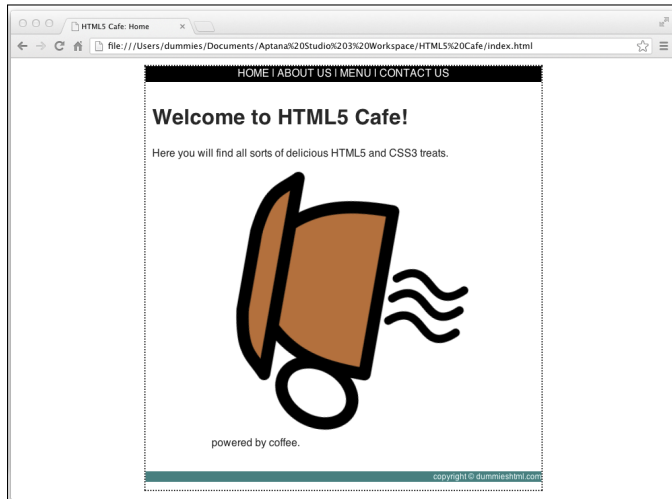 HTML5 Cafe: Home
file:///Users/dummies/Documents/Aptana%20Studio%203%20Workspace/HTML5%20Cafe/index.html
HOME | ABOUT US | MENU | CONTACT US
Welcome to HTML5 Cafe!
Here you will find all sorts of delicious HTML5 and CSS3 treats.
powered by coffee.
copyright © dummieshtml.com